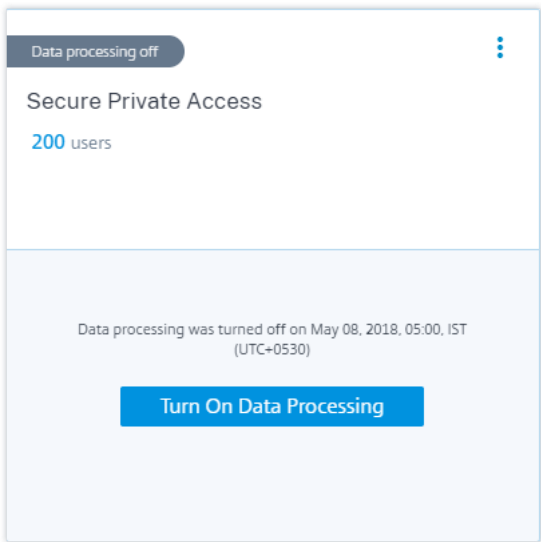 Data processing off
Secure Private Access
200 users
Data processing was turned off on May 08, 2018, 05:00, IST
(UTC+0530)
Turn On Data Processing